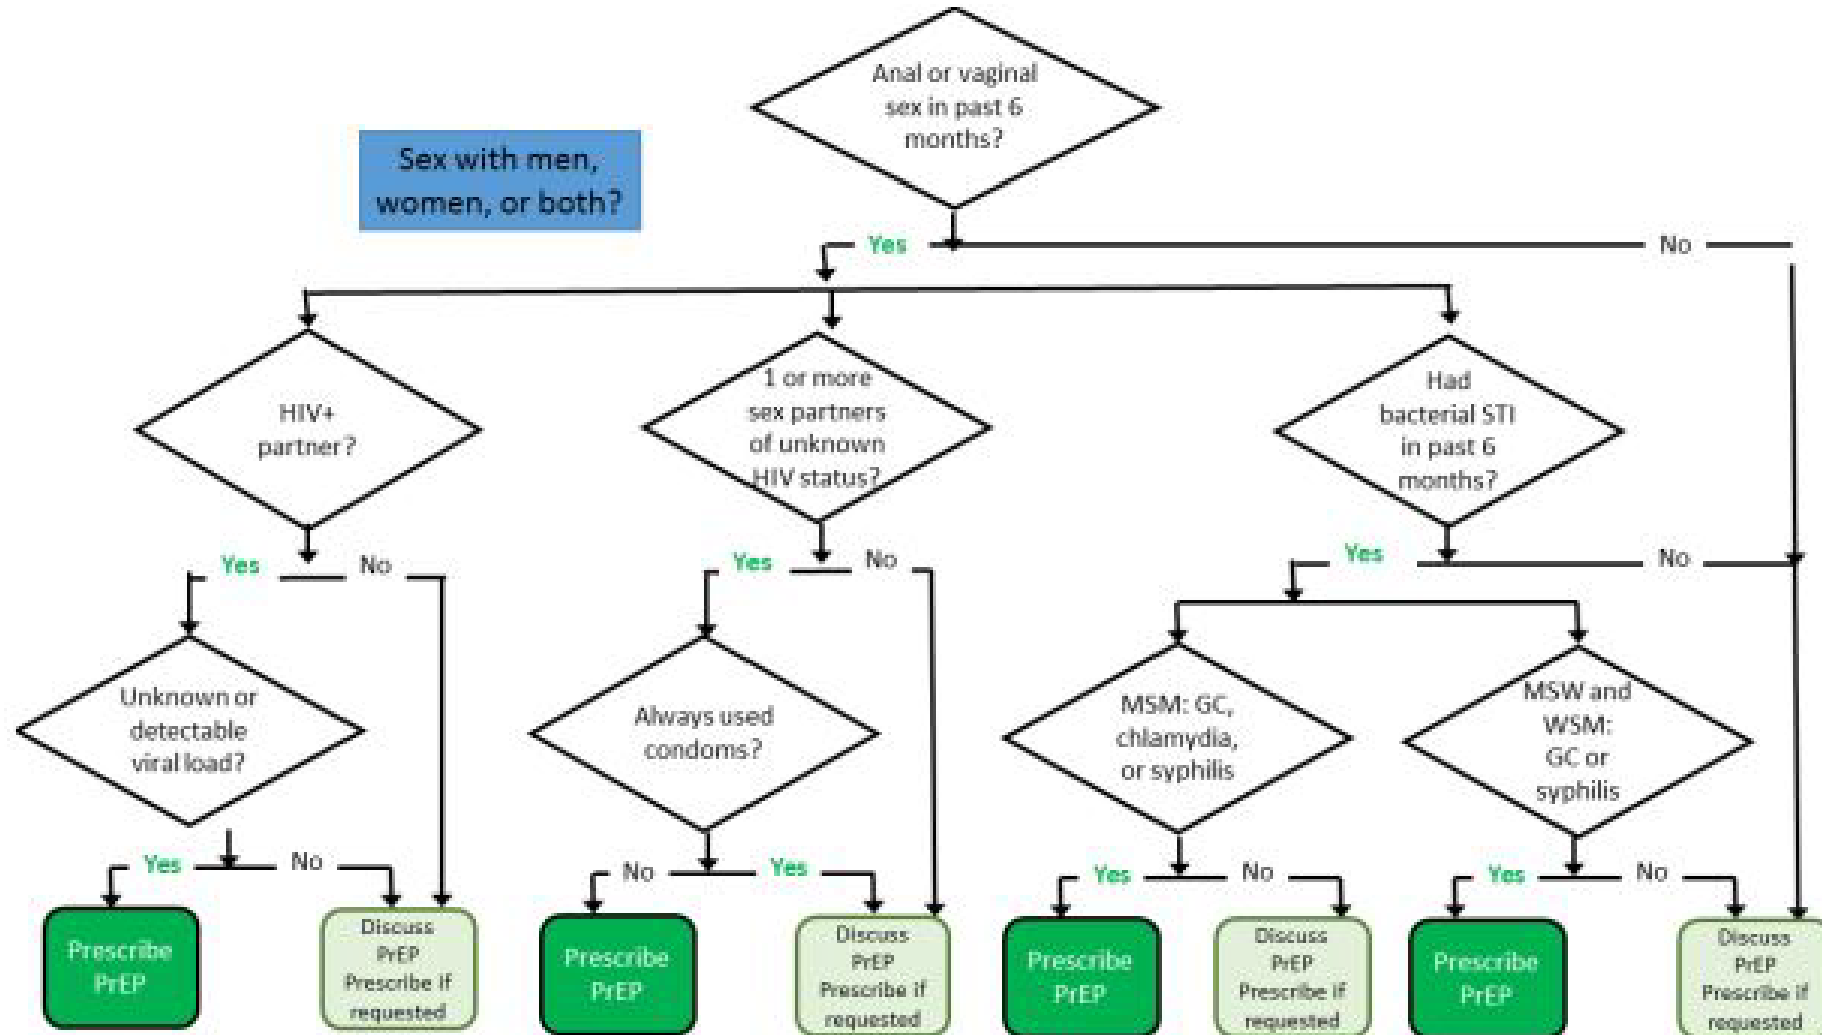 Anal or vaginal
sex in past 6
months?
Sex with men,
women, or both?
Yes
No
HIV+
partner?
1 or more
sex partners
of unknown
HIV status?
Had
bacterial STI
in past 6
months?
Yes
No
Yes
No
Yes
No
Unknown or
detectable
viral load?
Always used
condoms?
MSM: GC,
chlamydia,
or syphilis
MSW and
WSM:
GC or
syphilis
Yes
No
No
Yes
Yes
No
Yes
No
Prescribe
PrEP
Discuss
PrEP
Prescribe if
requested
Prescribe
PrEP
Discuss
PrEP
Prescribe if
requested
Prescribe
PrEP
Discuss
PrEP
Prescribe if
requested
Prescribe
PrEP
Discuss
PrEP
Prescribe if
requested